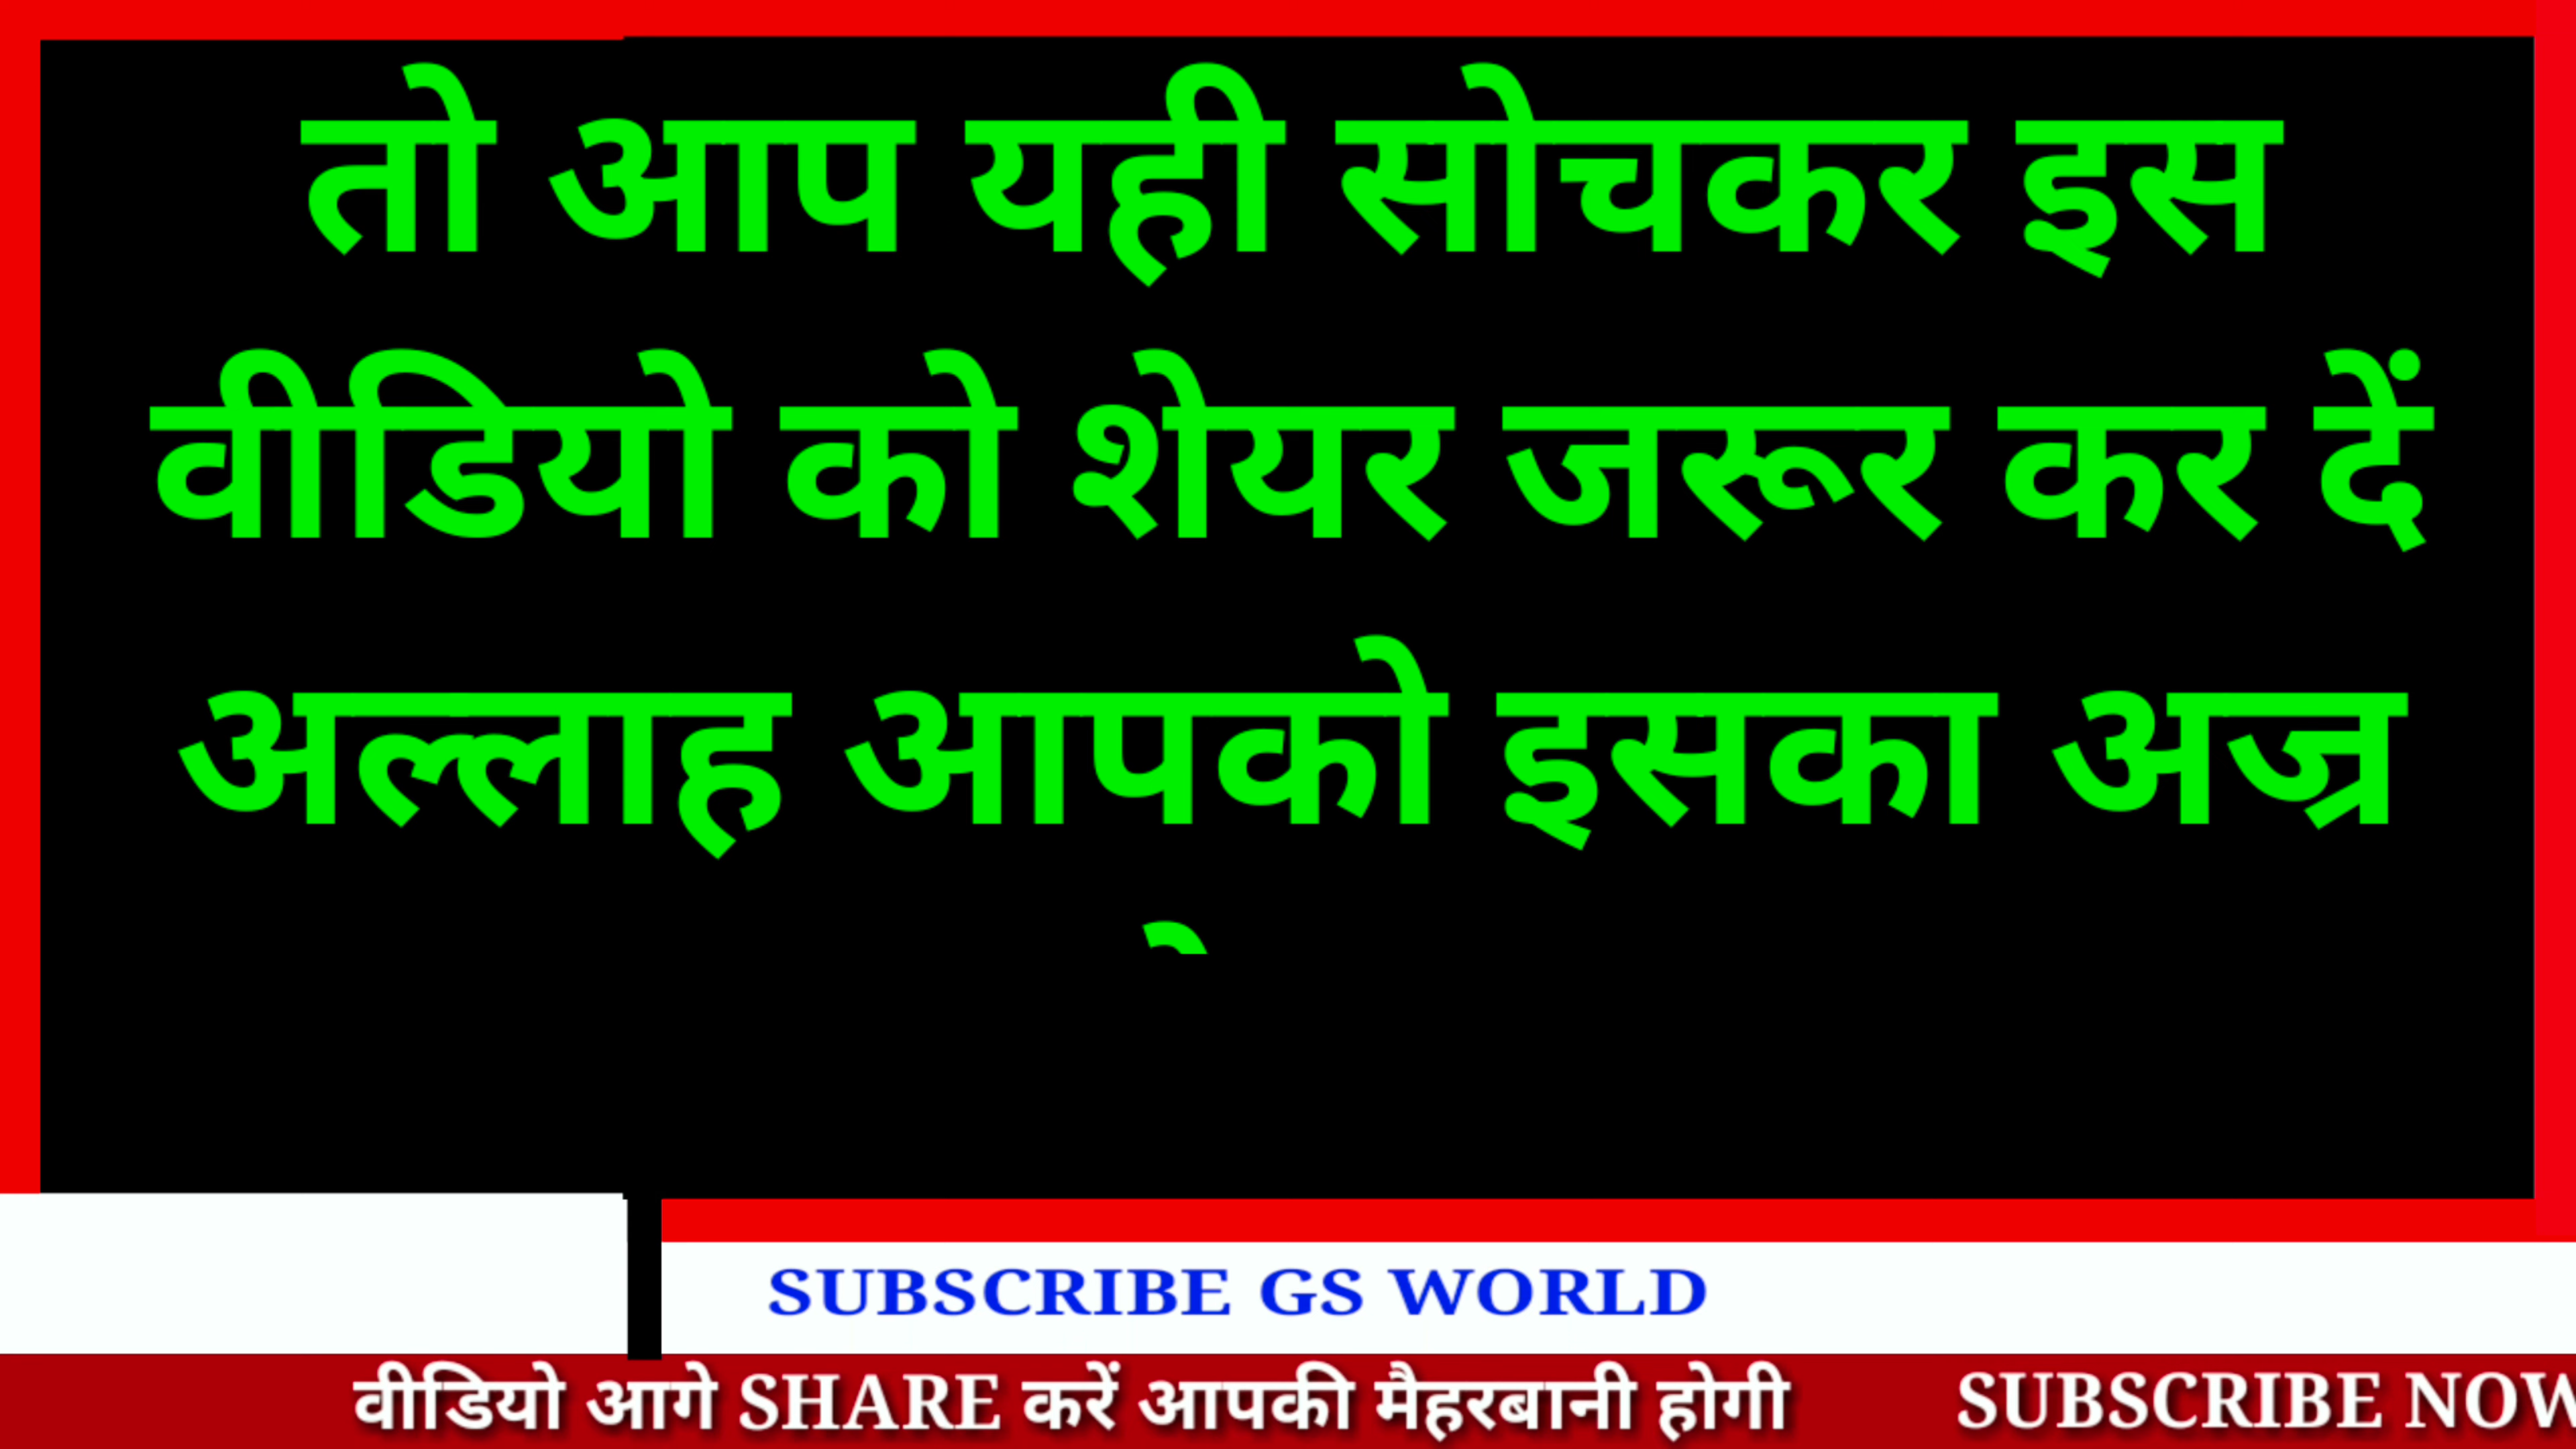 तो आप यही सोचकर इस
वीडियो को शेयर जरूर कर दें
अल्लाह आपको इसका अज्र
SUBSCRIBE GS WORLD
वीडियो आगे SHARE करें आपकी मैहरबानी होगी SUBSCRIBE NOW